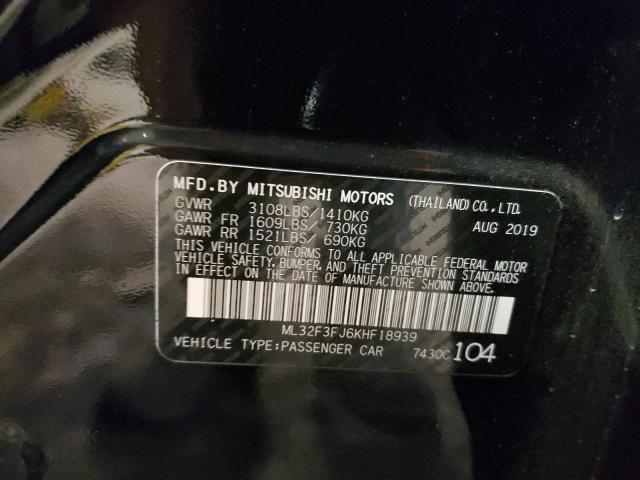 MFD.BY MITSUBISHI MOTORS (THAILAND) CO.,LTD.
GVWR 3108LBS/1410KG AUG 2019
GAWR FR 1609LBS/ 730KG
GAWR RR 1521LBS/ 690KG
THIS VEHICLE CONFORMS TO ALL APPLICABLE FEDERAL MOTOR
VEHICLE SAFETY, BUMPER, AND THEFT PREVENTION STANDARDS
IN EFFECT ON THE DATE OF MANUFACTURE SHOWN ABOVE.
ML32F3FJ6KHF18939
VEHICLE TYPE:PASSENGER CAR 7430C 104